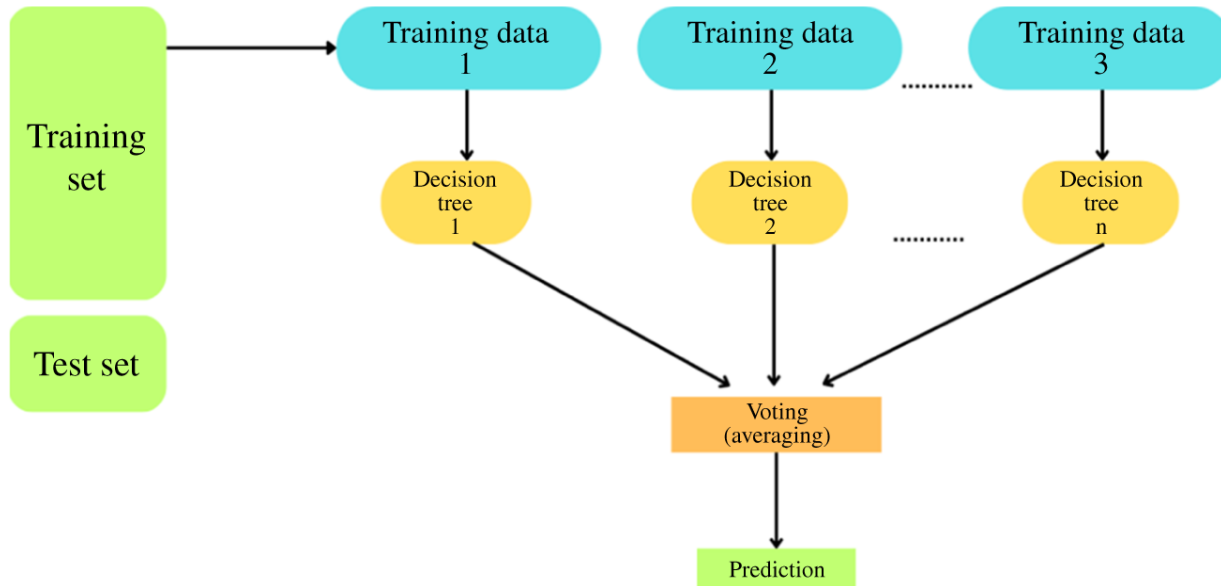 Training set
Training data
1
Training data
2
Training data
3
Decision
tree
1
Decision
tree
2
Decision
tree
n
Test set
Voting
(averaging)
Prediction